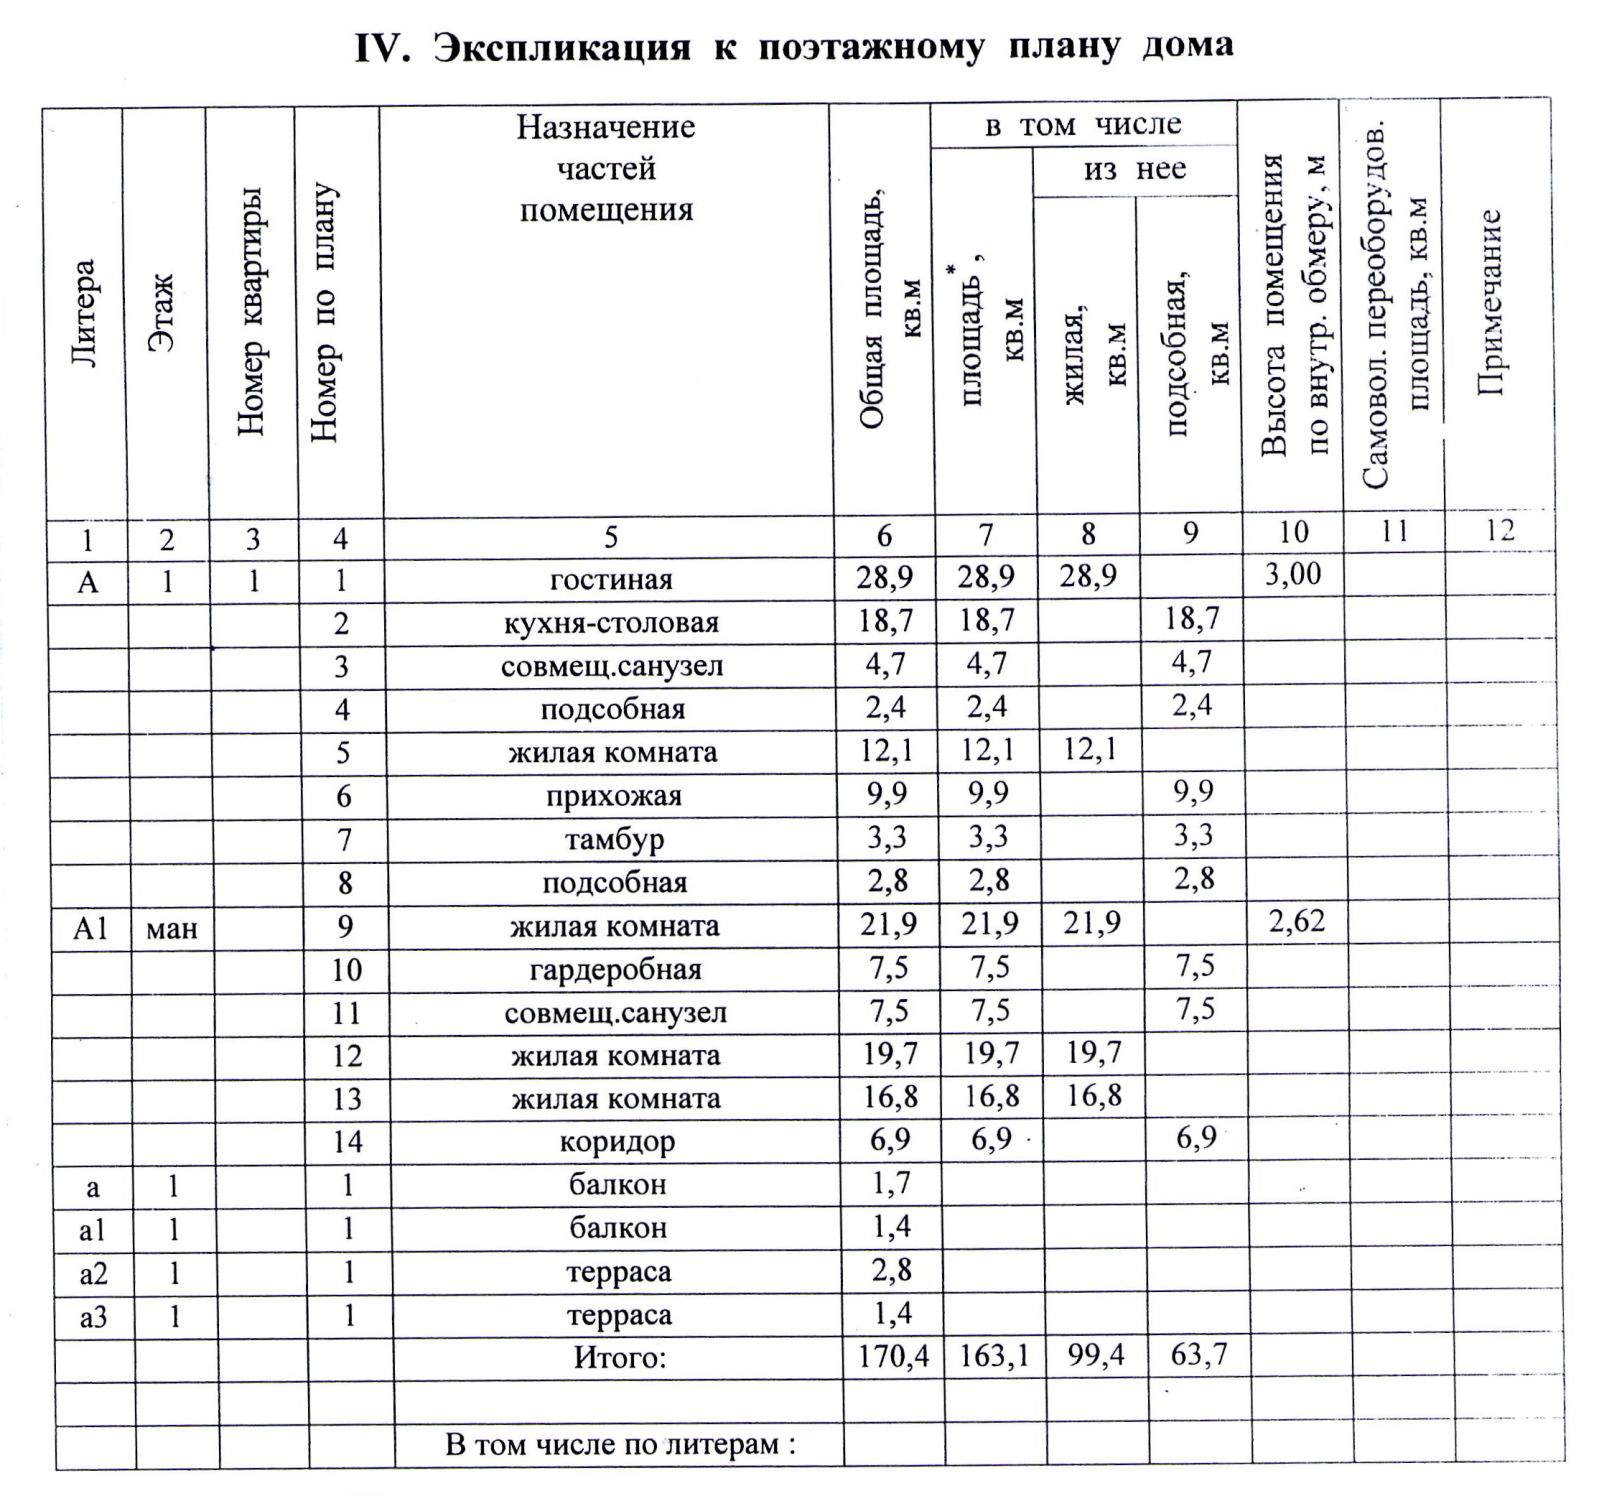 IV. Экспликация к поэтажному плану дома
Литера
Этаж
Номер квартиры
Номер по плану
Назначение
частей
помещения
Общая площадь,
кв.м
в том числе
площадь*,
кв.м
из нее
жилая,
кв.м
подсобная,
кв.м
Высота помещения
по внутр. обмеру, м
Самовол. переоборудов.
площадь, кв.м
Примечание
1 2 3 4 5 6 7 8 9 10 11 12
А 1 1 1 гостиная 28,9 28,9 28,9 3,00
2 кухня-столовая 18,7 18,7 18,7
3 совмещ.санузел 4,7 4,7 4,7
4 подсобная 2,4 2,4 2,4
5 жилая комната 12,1 12,1 12,1
6 прихожая 9,9 9,9 9,9
7 тамбур 3,3 3,3 3,3
8 подсобная 2,8 2,8 2,8
А1 ман 9 жилая комната 21,9 21,9 21,9 2,62
10 гардеробная 7,5 7,5 7,5
11 совмещ.санузел 7,5 7,5 7,5
12 жилая комната 19,7 19,7 19,7
13 жилая комната 16,8 16,8 16,8
14 коридор 6,9 6,9 6,9
а 1 1 балкон 1,7
а1 1 1 балкон 1,4
а2 1 1 терраса 2,8
а3 1 1 терраса 1,4
Итого: 170,4 163,1 99,4 63,7
В том числе по литерам :